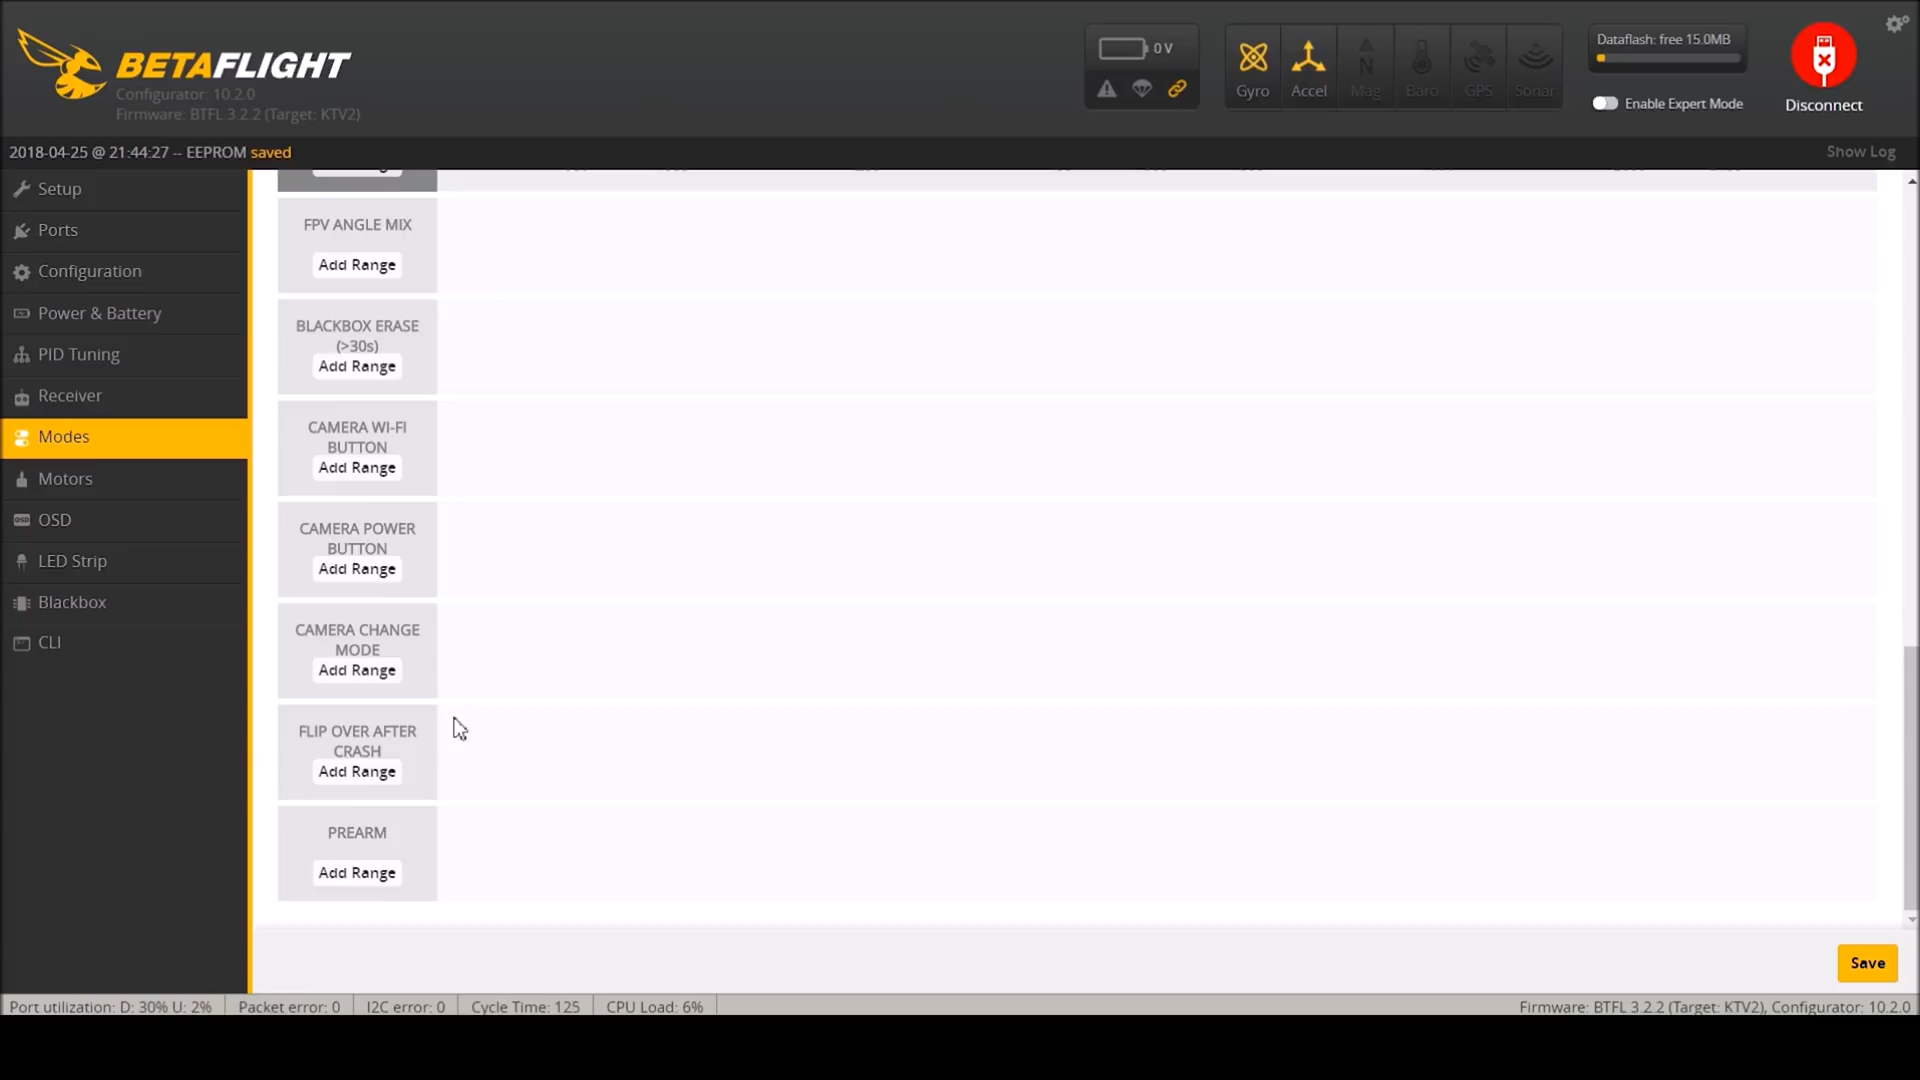 BETAFLIGHT
Configurator: 10.2.0
Firmware: BTFL 3.2.2 (Target: KTV2)
0 V
Gyro
Accel
Mag
Baro
GPS
Sonar
Dataflash: free 15.0MB
Enable Expert Mode
Disconnect
2018-04-25 @ 21:44:27 -- EEPROM saved
Show Log
Setup
Ports
Configuration
Power & Battery
PID Tuning
Receiver
Modes
Motors
OSD
LED Strip
Blackbox
CLI
FPV ANGLE MIX
Add Range
BLACKBOX ERASE
(>30s)
Add Range
CAMERA WI-FI
BUTTON
Add Range
CAMERA POWER
BUTTON
Add Range
CAMERA CHANGE
MODE
Add Range
FLIP OVER AFTER
CRASH
Add Range
PREARM
Add Range
Save
Port utilization: D: 30% U: 2%
Packet error: 0
I2C error: 0
Cycle Time: 125
CPU Load: 6%
Firmware: BTFL 3.2.2 (Target: KTV2), Configurator: 10.2.0